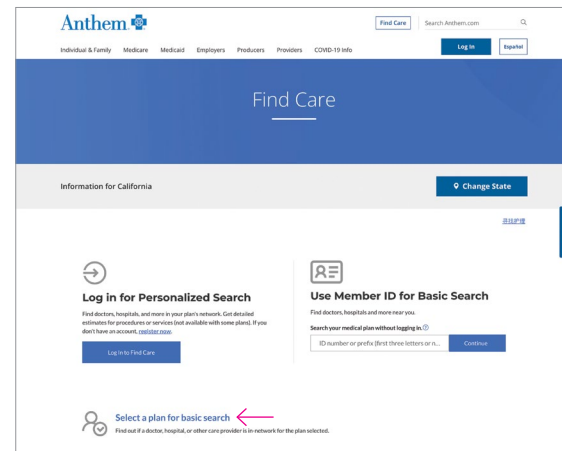 Anthem
Find Care
Search Anthem.com
Individual & Family Medicare Medicaid Employers Producers Providers COVID-19 Info
Log In
Español
Find Care
Information for California
Change State
寻找护理
Log in for Personalized Search
Find doctors, hospitals, and more in your plan's network. Get detailed
estimates for procedures or services (not available with some plans). If you
don't have an account, register now.
Log In to Find Care
Use Member ID for Basic Search
Find doctors, hospitals and more near you.
Search your medical plan without logging in.
ID number or prefix (first three letters or n...
Continue
Select a plan for basic search
Find out if a doctor, hospital, or other care provider is in-network for the plan selected.